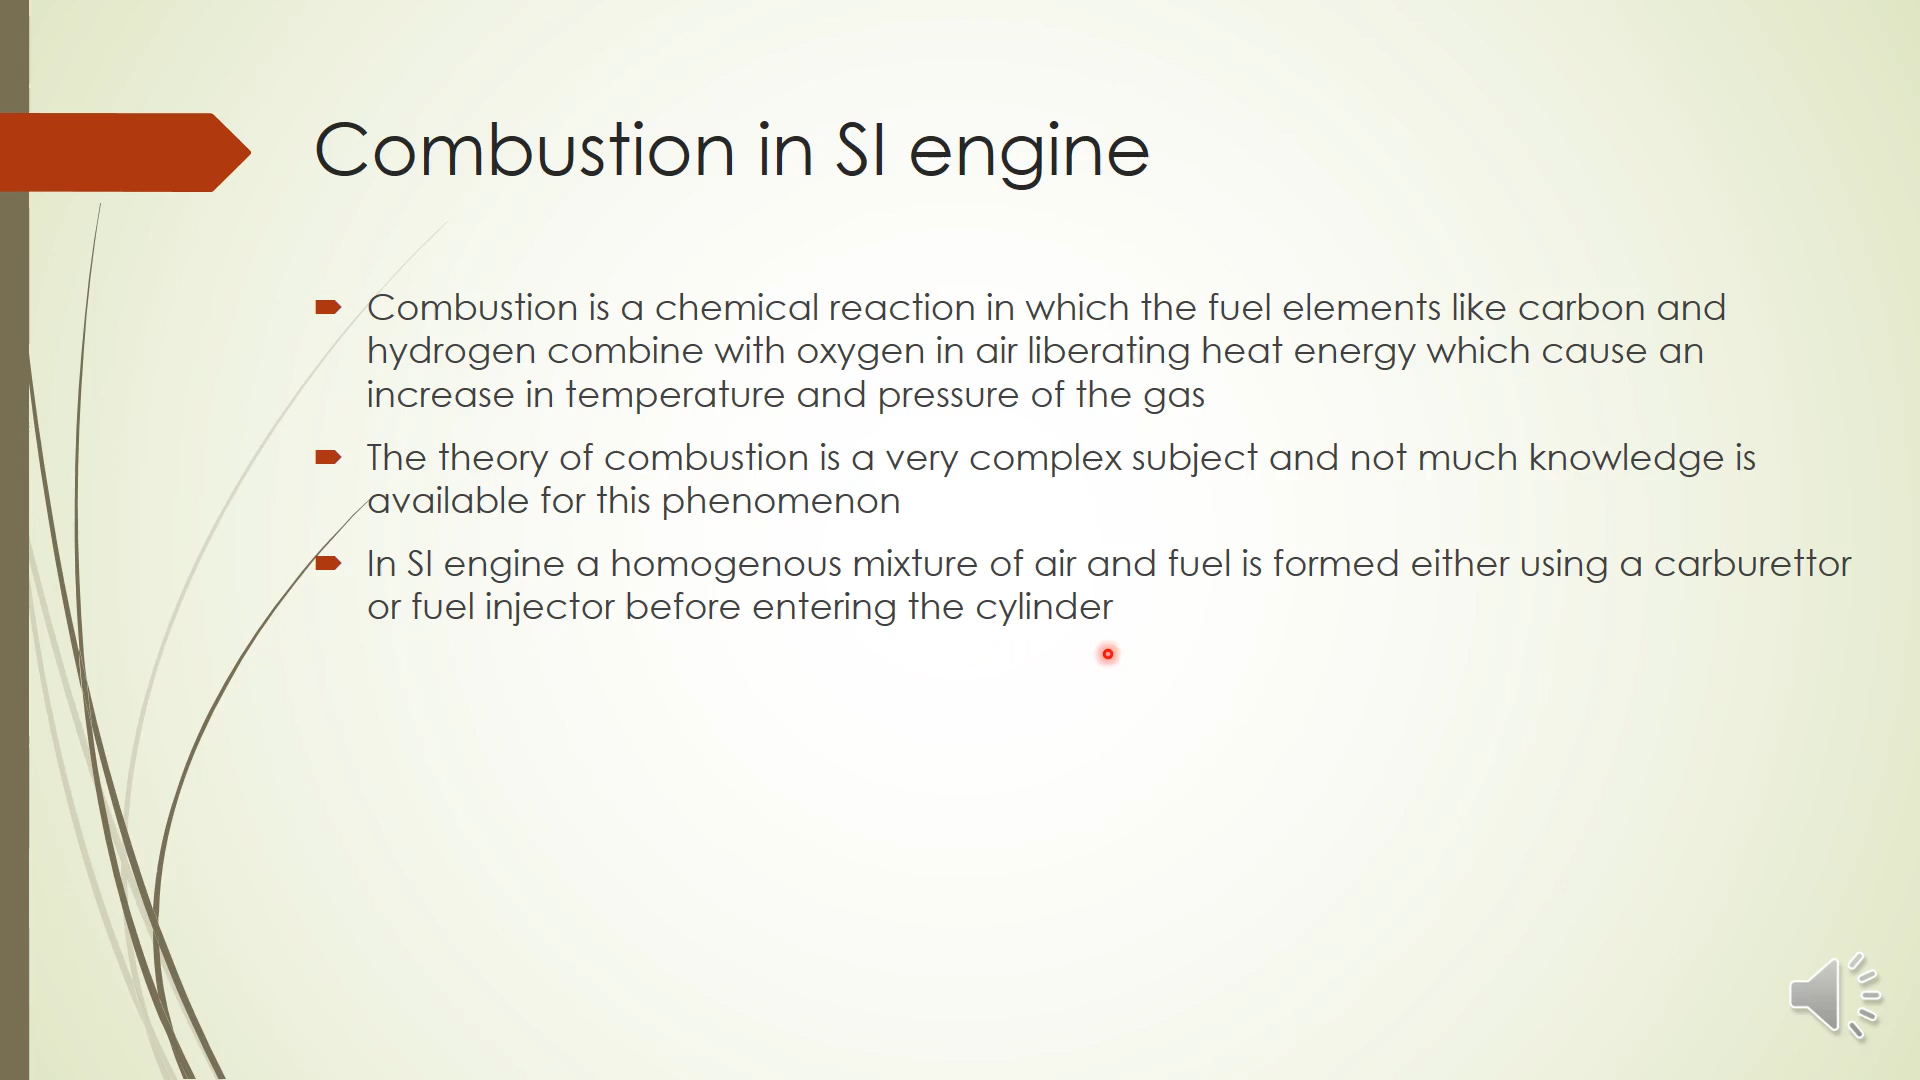 Combustion in SI engine
Combustion is a chemical reaction in which the fuel elements like carbon and
hydrogen combine with oxygen in air liberating heat energy which cause an
increase in temperature and pressure of the gas
The theory of combustion is a very complex subject and not much knowledge is
available for this phenomenon
In SI engine a homogenous mixture of air and fuel is formed either using a carburettor
or fuel injector before entering the cylinder